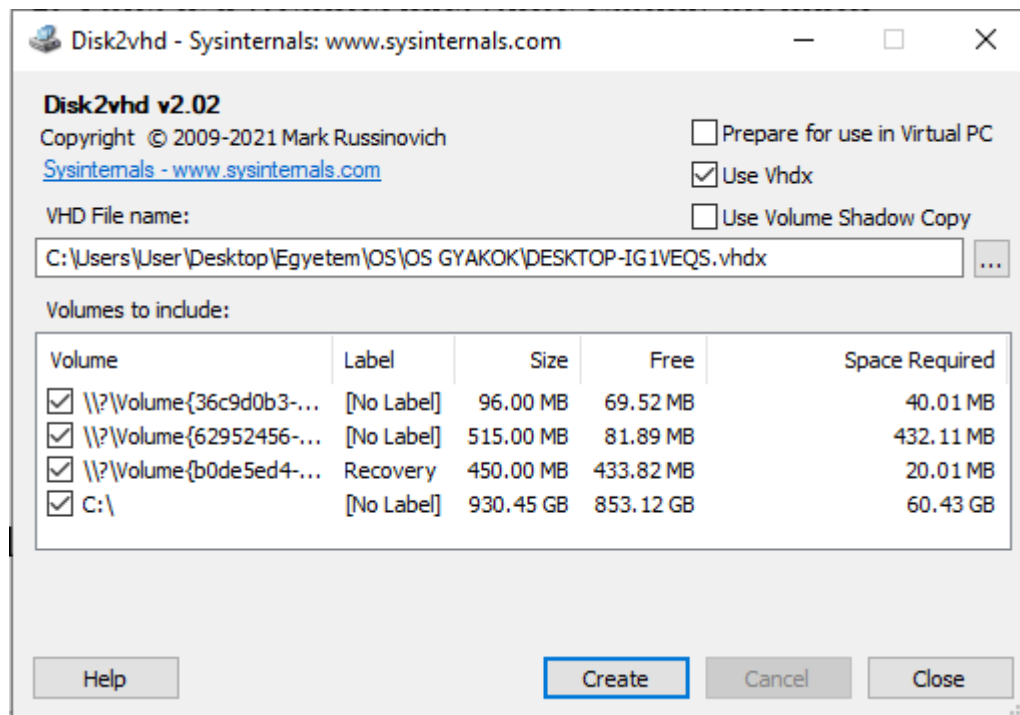 Disk2vhd - Sysinternals: www.sysinternals.com
Disk2vhd v2.02
Copyright © 2009-2021 Mark Russinovich
Sysinternals - www.sysinternals.com
Prepare for use in Virtual PC
Use Vhdx
Use Volume Shadow Copy
VHD File name:
C:\Users\User\Desktop\Egyetem\OS\OS GYAKOK\DESKTOP-IG1VEQS.vhdx
...
Volumes to include:
Volume Label Size Free Space Required
\\?\Volume{36c9d0b3-... [No Label] 96.00 MB 69.52 MB 40.01 MB
\\?\Volume{62952456-... [No Label] 515.00 MB 81.89 MB 432.11 MB
\\?\Volume{b0de5ed4-... Recovery 450.00 MB 433.82 MB 20.01 MB
C:\ [No Label] 930.45 GB 853.12 GB 60.43 GB
Help Create Cancel Close